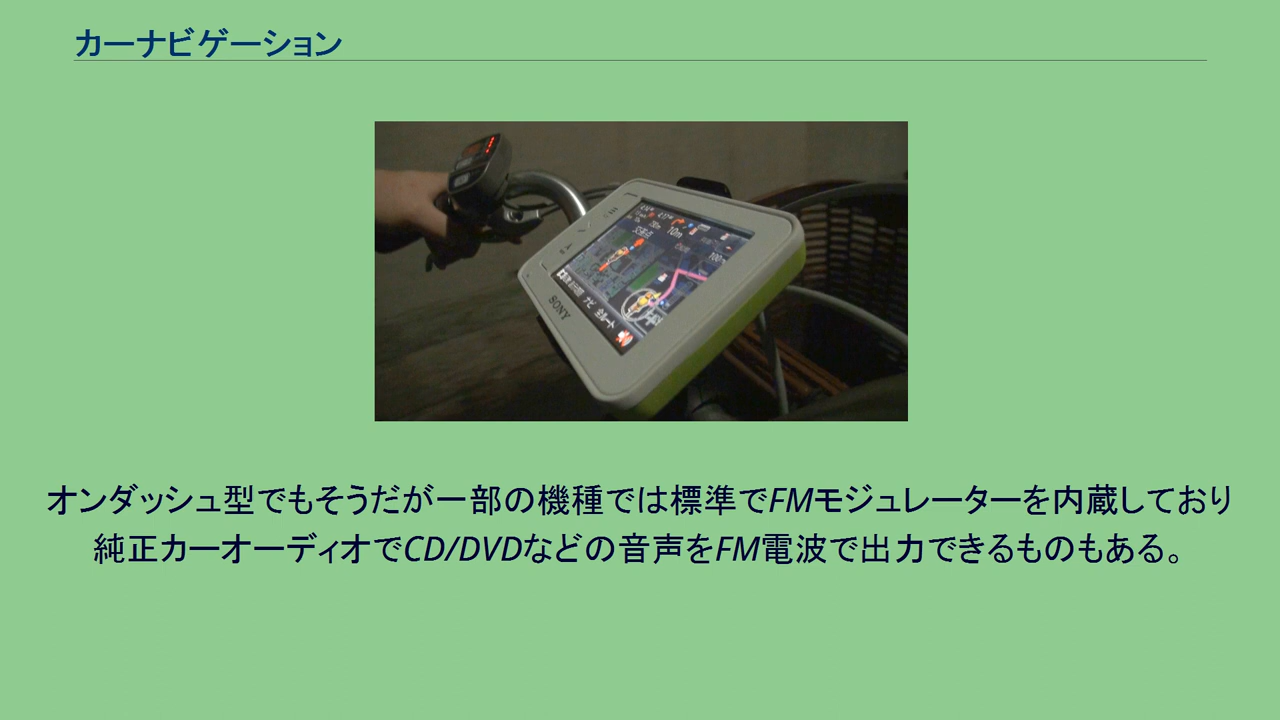 カーナビゲーション
SONY
10m
オンダッシュ型でもそうだが一部の機種では標準でFMモジュレーターを内蔵しており
純正カーオーディオでCD/DVDなどの音声をFM電波で出力できるものもある。